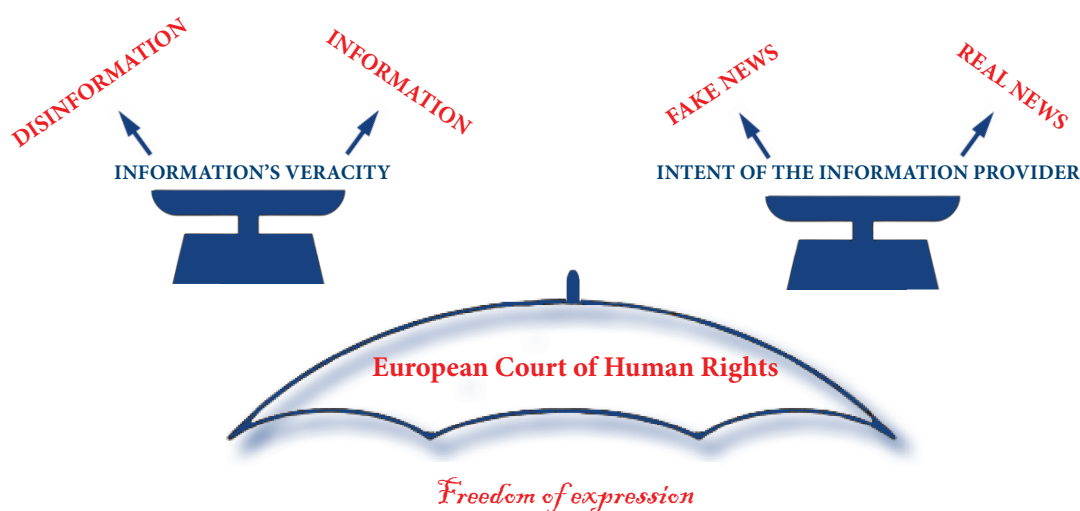 DISINFORMATION
INFORMATION
INFORMATION’S VERACITY
FAKE NEWS
REAL NEWS
INTENT OF THE INFORMATION PROVIDER
European Court of Human Rights
Freedom of expression